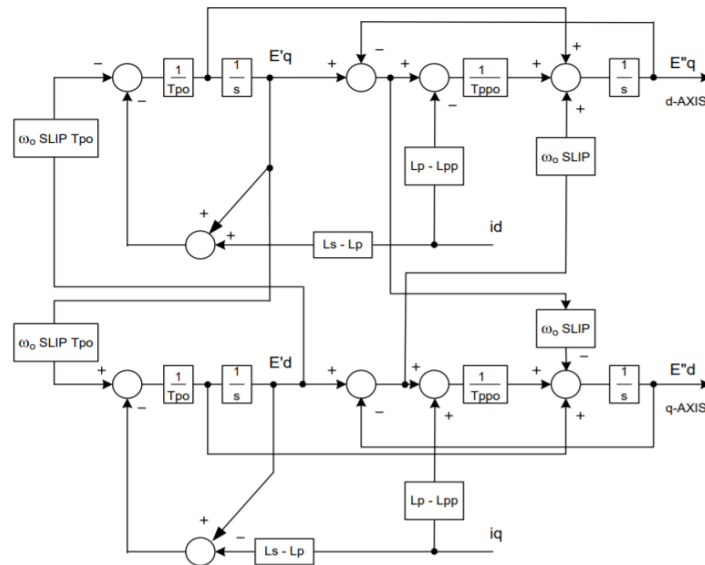 E'q
E"q
d-AXIS
1
Tpo
1
s
1
Tppo
1
s
ωo SLIP Tpo
Lp - Lpp
ωo SLIP
id
Ls - Lp
ωo SLIP Tpo
ωo SLIP
E'd
E"d
q-AXIS
1
Tpo
1
s
1
Tppo
1
s
Lp - Lpp
iq
Ls - Lp